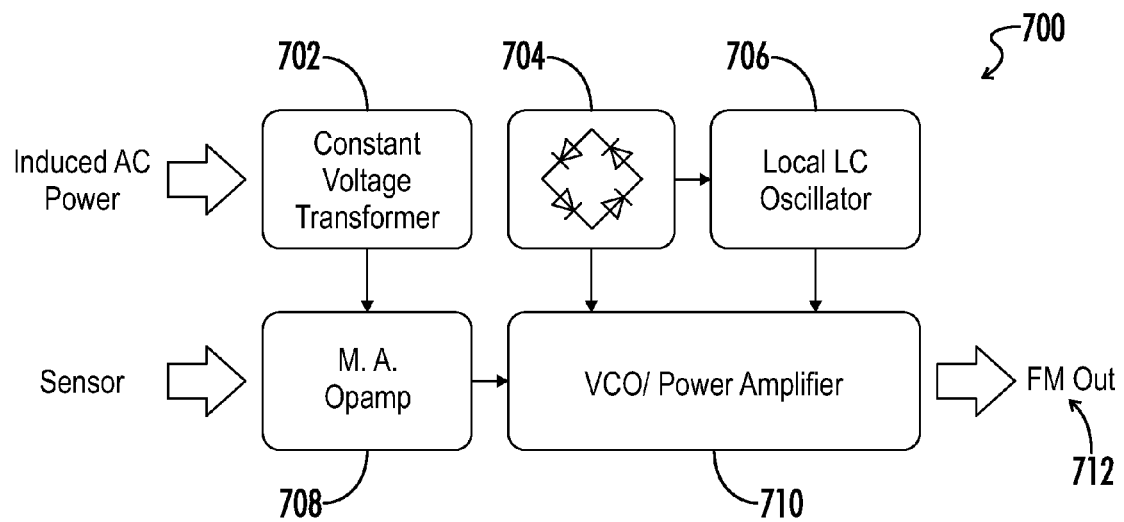 700
702
704
706
Induced AC
Power
Constant
Voltage
Transformer
Local LC
Oscillator
Sensor
M. A.
Opamp
VCO/ Power Amplifier
FM Out
712
708
710